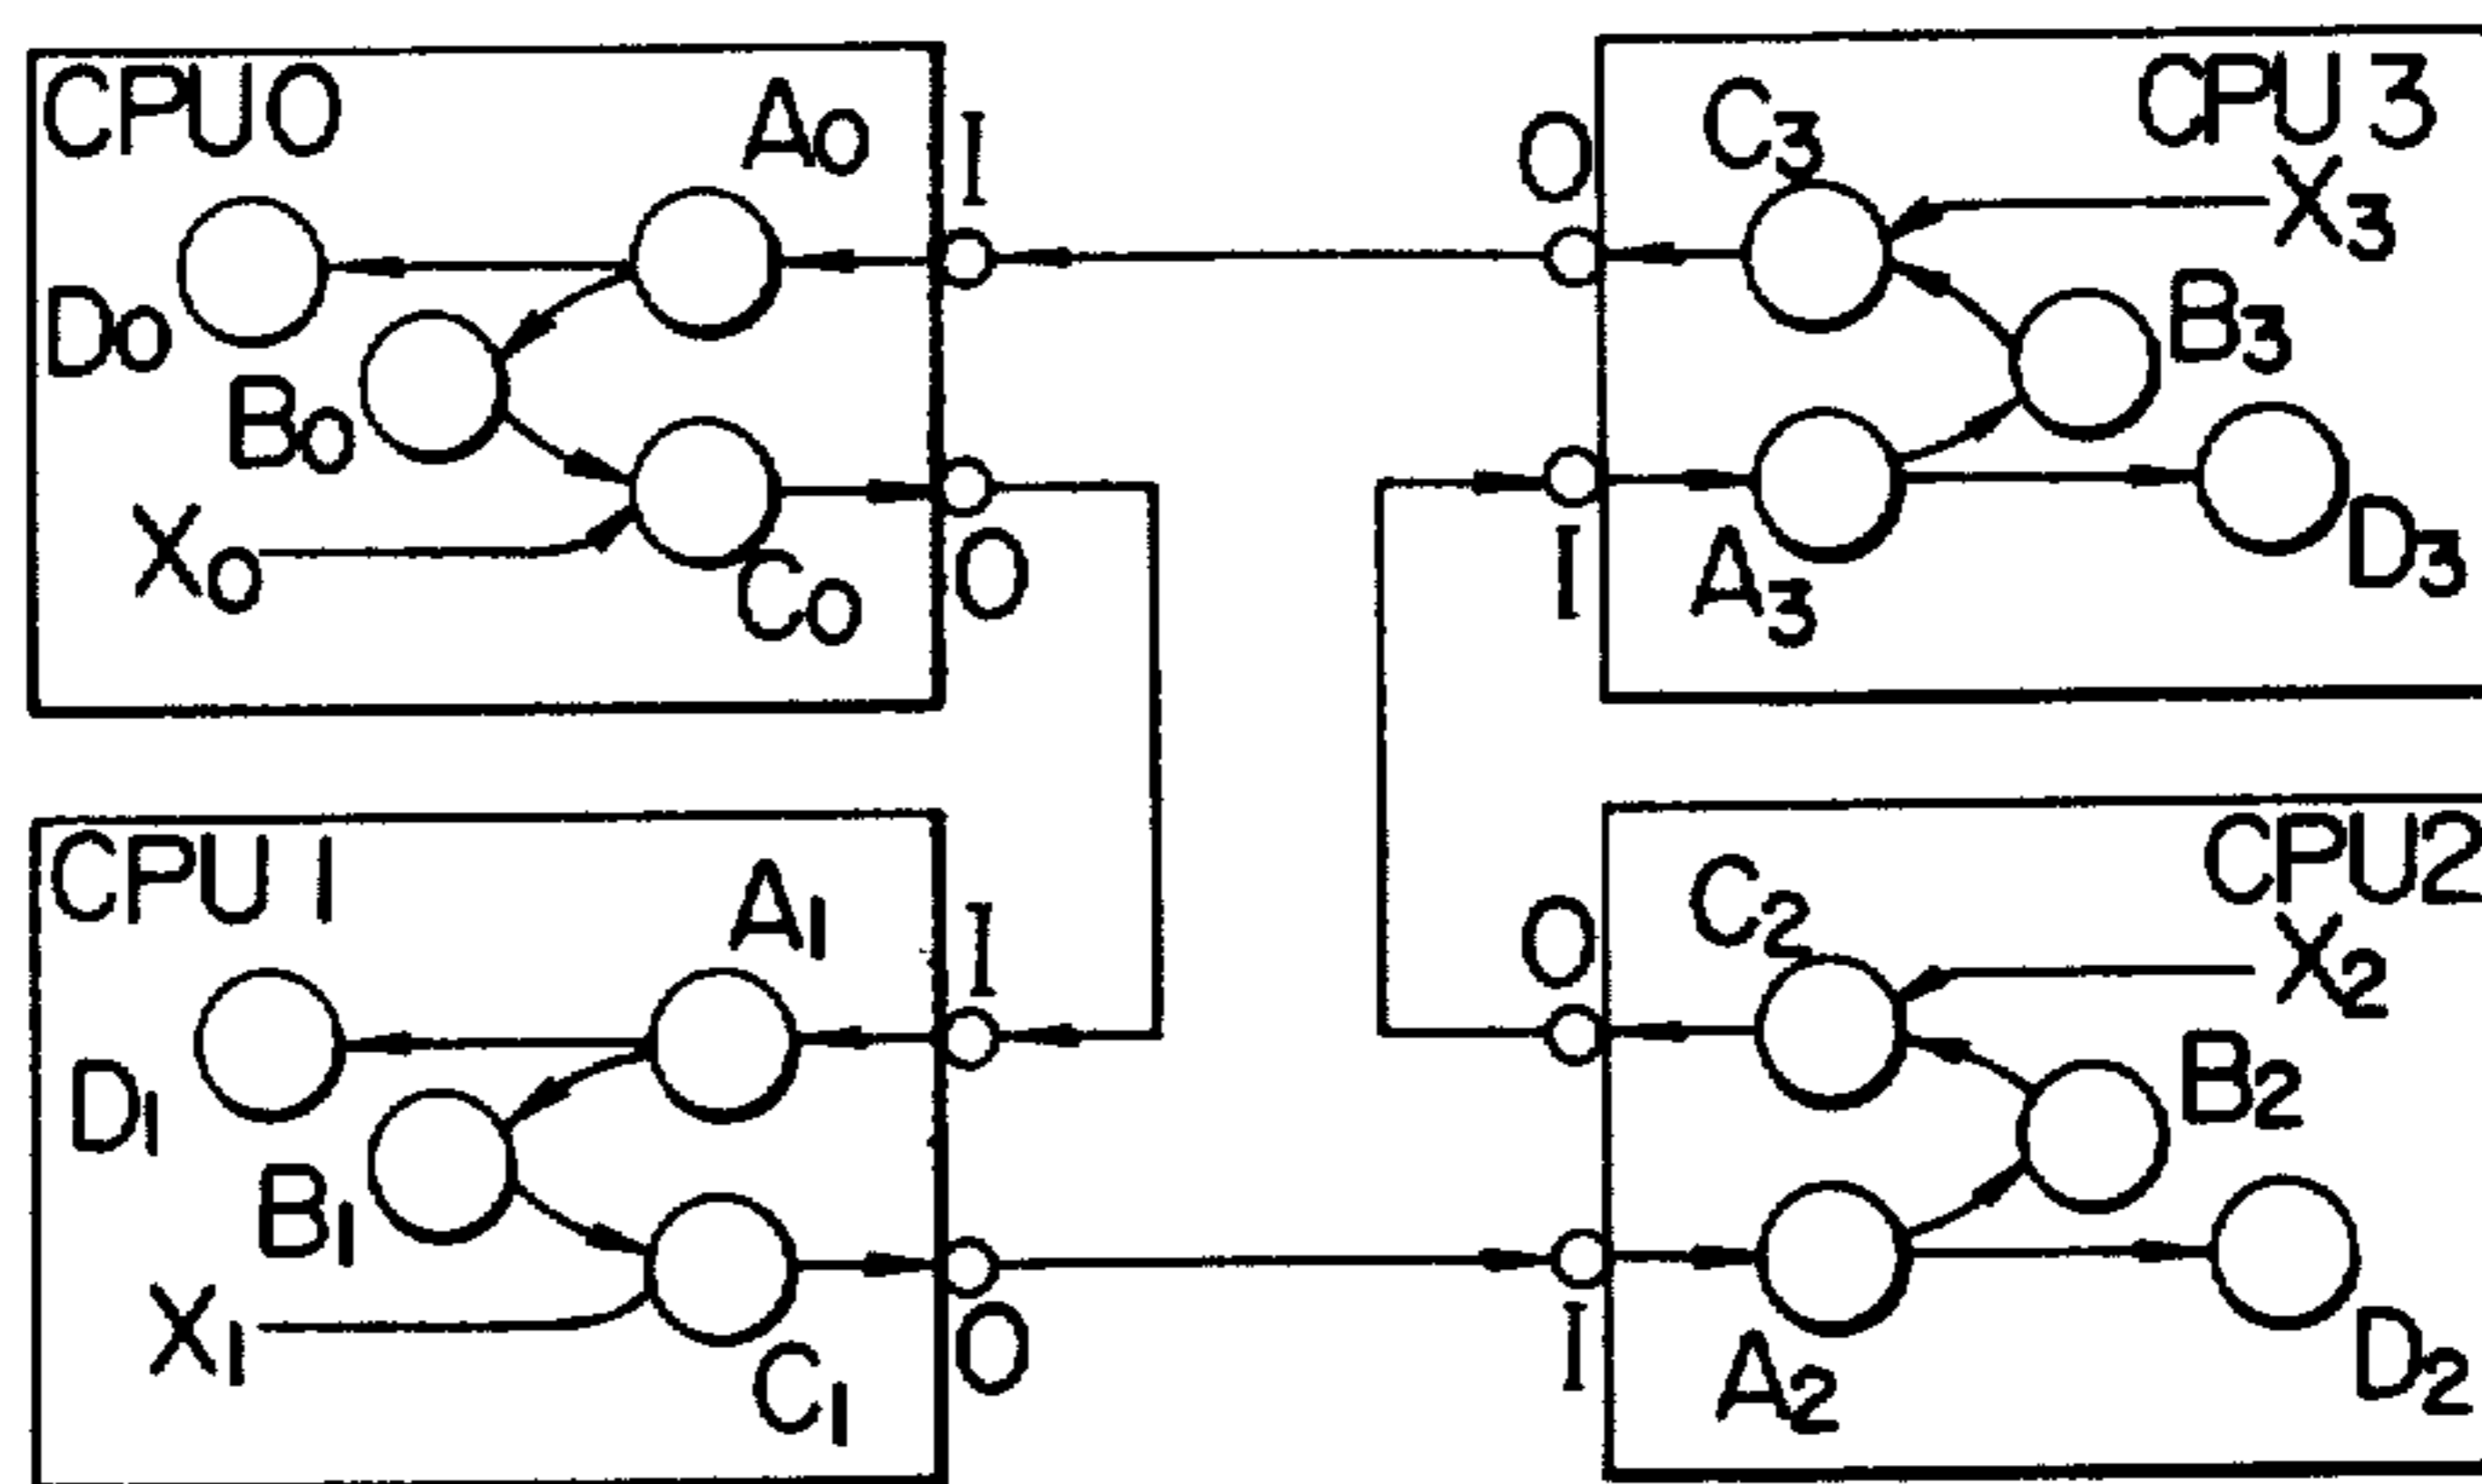 CPU0
A0
I
D0
B0
X0
C0
O
O
C3
CPU3
X3
B3
I
A3
D3
CPU1
A1
I
D1
B1
X1
C1
O
O
C2
CPU2
X2
B2
I
A2
D2